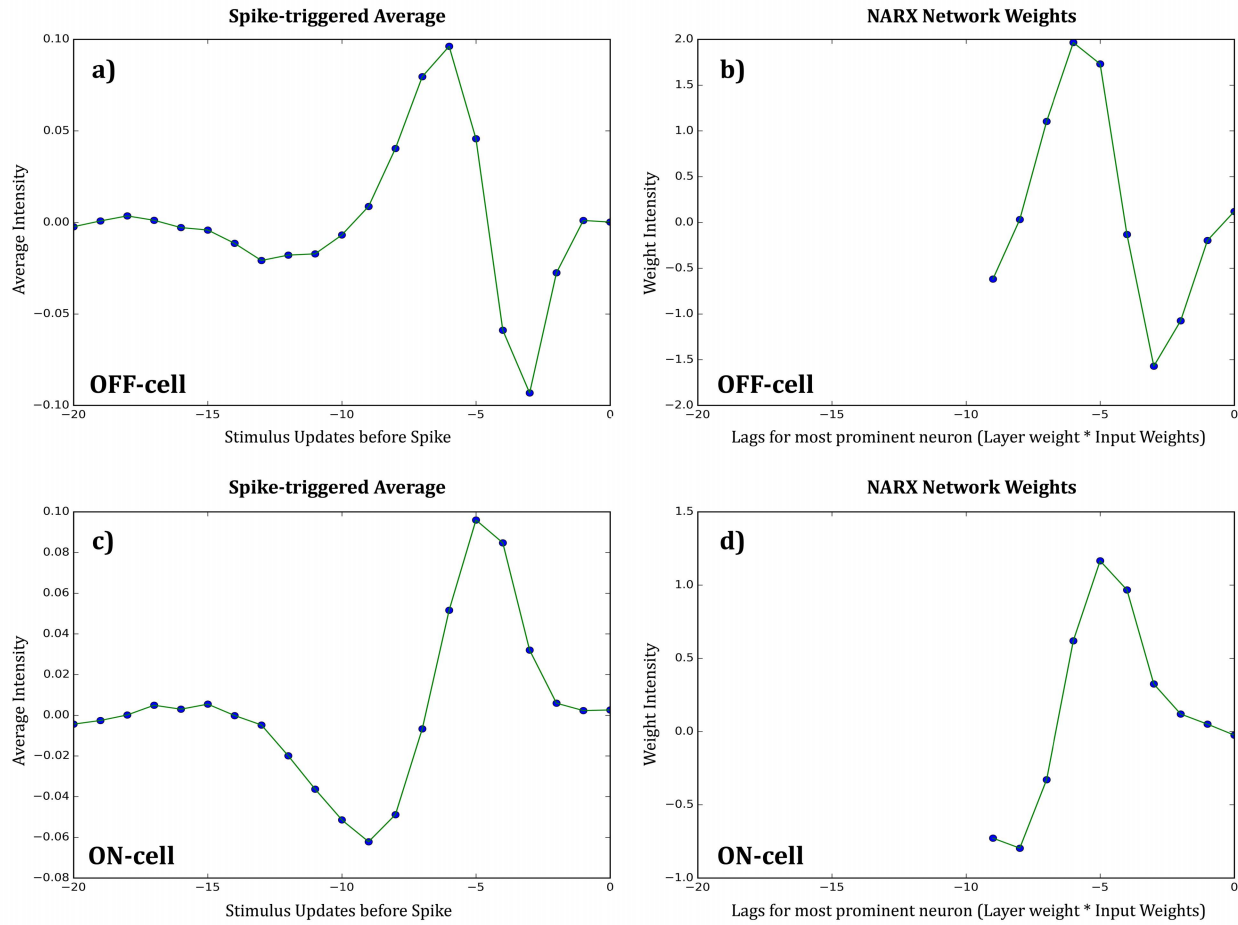 Spike-triggered Average
a)
0.10
0.05
0.00
−0.05
−0.10
Average Intensity
OFF-cell
−20 −15 −10 −5 0
Stimulus Updates before Spike
NARX Network Weights
b)
2.0
1.5
1.0
0.5
0.0
−0.5
−1.0
−1.5
−2.0
Weight Intensity
OFF-cell
−20 −15 −10 −5 0
Lags for most prominent neuron (Layer weight * Input Weights)
Spike-triggered Average
c)
0.10
0.08
0.06
0.04
0.02
0.00
−0.02
−0.04
−0.06
−0.08
Average Intensity
ON-cell
−20 −15 −10 −5 0
Stimulus Updates before Spike
NARX Network Weights
d)
1.5
1.0
0.5
0.0
−0.5
−1.0
Weight Intensity
ON-cell
−20 −15 −10 −5 0
Lags for most prominent neuron (Layer weight * Input Weights)